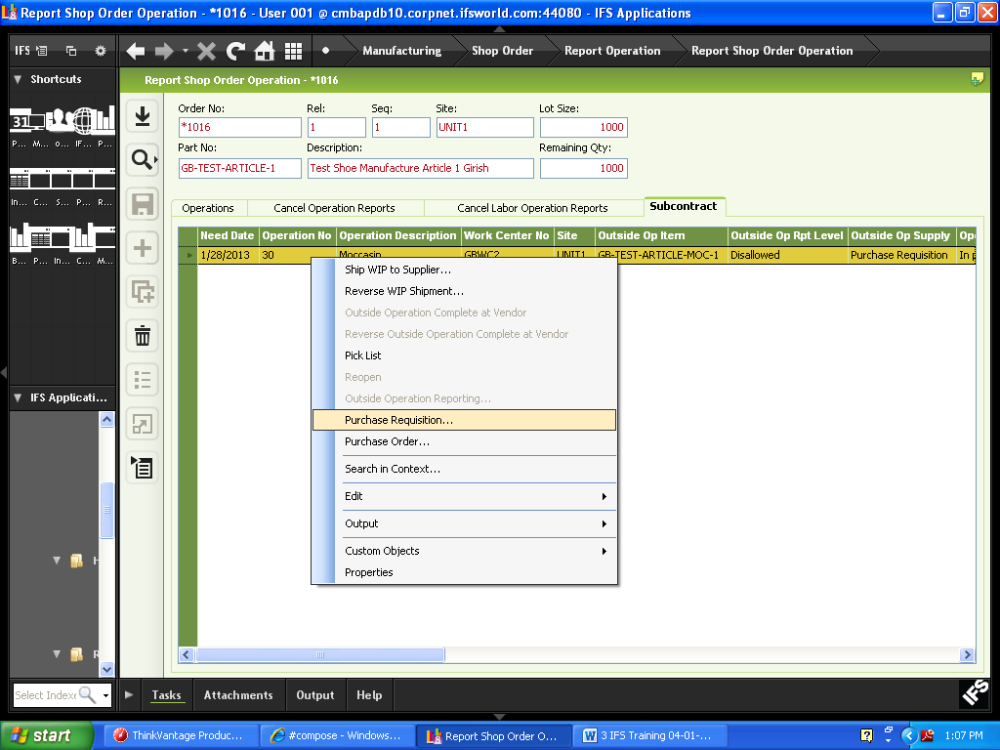 Report Shop Order Operation - *1016 - User 001 @ cmbapdb10.corpnet.ifsworld.com:44080 - IFS Applications
IFS Manufacturing Shop Order Report Operation Report Shop Order Operation
Shortcuts
Report Shop Order Operation - *1016
Order No: Rel: Seq: Site: Lot Size:
*1016 1 1 UNIT1 1000
Part No: Description: Remaining Qty:
GB-TEST-ARTICLE-1 Test Shoe Manufacture Article 1 Girish 1000
31
P... M... o... IF... P...
In... C... S... P... R...
B... P... In... C... M...
Operations Cancel Operation Reports Cancel Labor Operation Reports Subcontract
Need Date Operation No Operation Description Work Center No Site Outside Op Item Outside Op Rpt Level Outside Op Supply Ope
1/28/2013 30 Moccasin GBWC2 UNIT1 GB-TEST-ARTICLE-MOC-1 Disallowed Purchase Requisition In p
Ship WIP to Supplier...
Reverse WIP Shipment...
Outside Operation Complete at Vendor
Reverse Outside Operation Complete at Vendor
Pick List
Reopen
Outside Operation Reporting...
Purchase Requisition...
Purchase Order...
Search in Context...
Edit
Output
Custom Objects
Properties
IFS Applicati...
H
R
Select Indexe
Tasks Attachments Output Help
IFS
start ThinkVantage Produc... #compose - Windows... Report Shop Order O... 3 IFS Training 04-01-... 1:07 PM